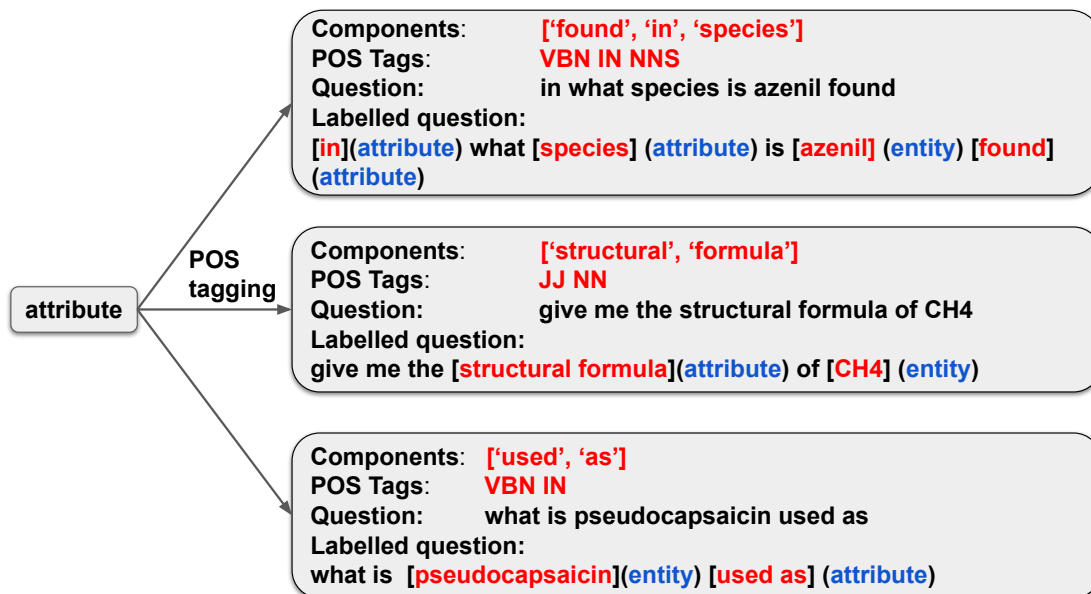 attribute
POS
tagging
Components: [‘found’, ‘in’, ‘species’]
POS Tags: VBN IN NNS
Question: in what species is azenil found
Labelled question:
[in](attribute) what [species] (attribute) is [azenil] (entity) [found]
(attribute)
Components: [‘structural’, ‘formula’]
POS Tags: JJ NN
Question: give me the structural formula of CH4
Labelled question:
give me the [structural formula](attribute) of [CH4] (entity)
Components: [‘used’, ‘as’]
POS Tags: VBN IN
Question: what is pseudocapsaicin used as
Labelled question:
what is [pseudocapsaicin](entity) [used as] (attribute)